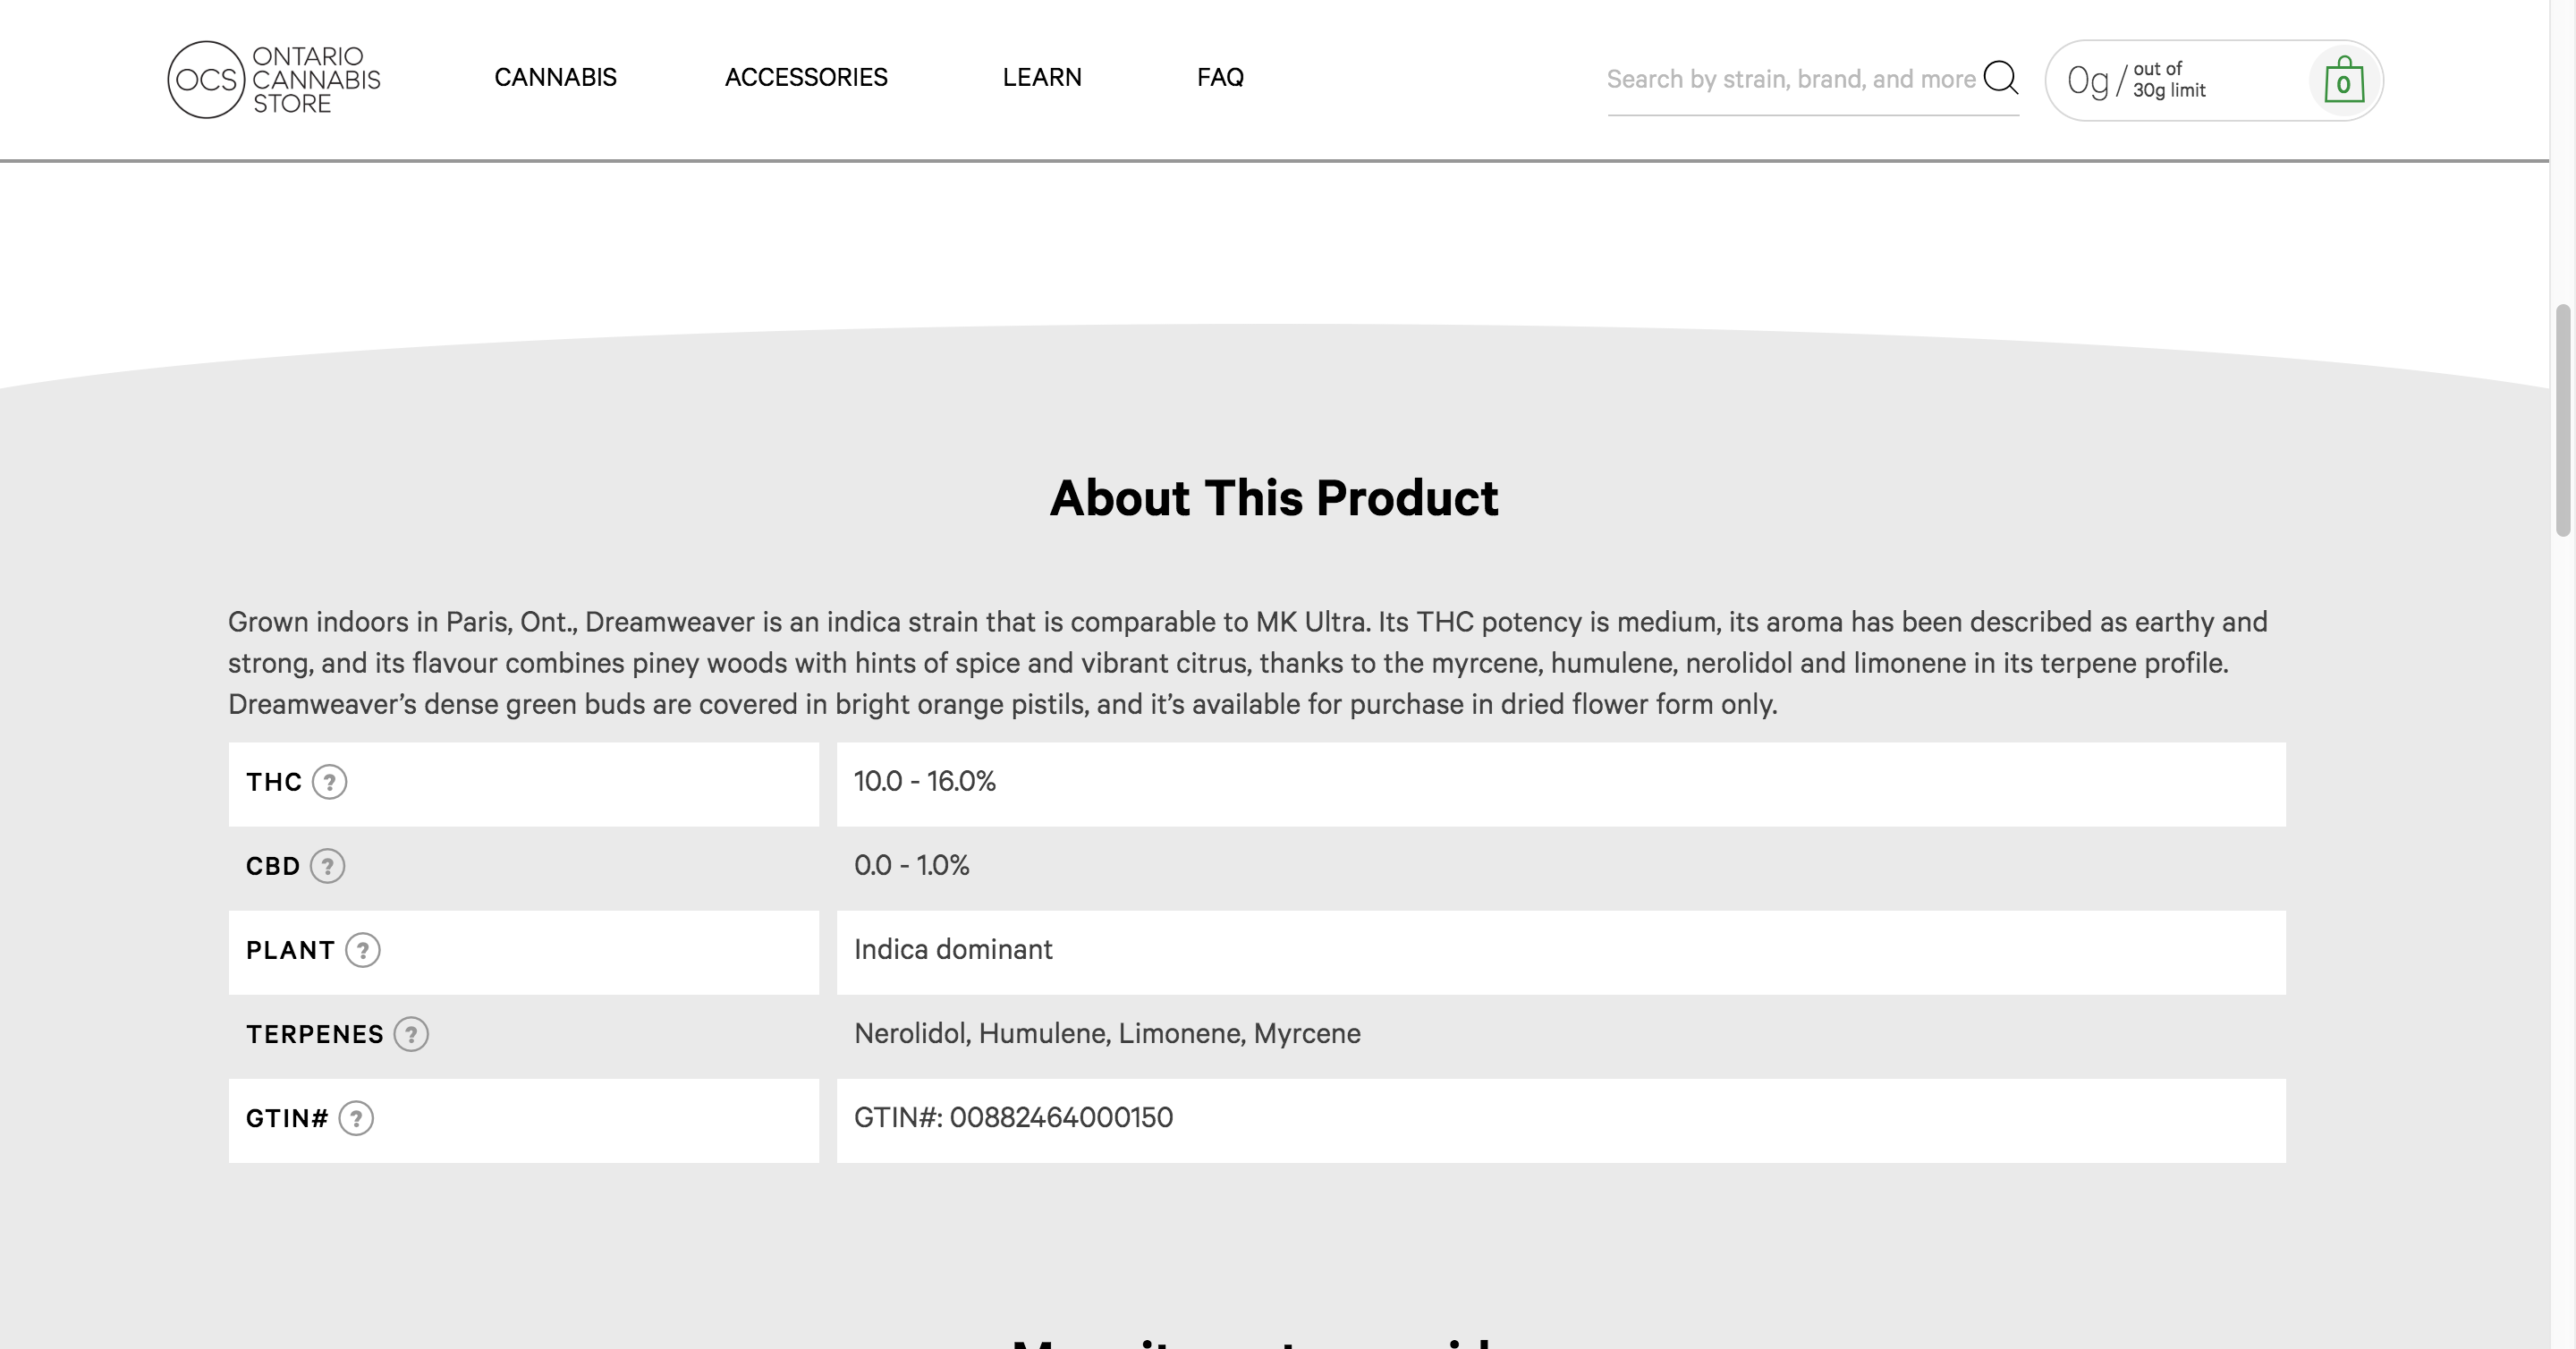 OCS ONTARIO
CANNABIS
STORE
CANNABIS
ACCESSORIES
LEARN
FAQ
Search by strain, brand, and more
0g / out of
30g limit
0
About This Product
Grown indoors in Paris, Ont., Dreamweaver is an indica strain that is comparable to MK Ultra. Its THC potency is medium, its aroma has been described as earthy and
strong, and its flavour combines piney woods with hints of spice and vibrant citrus, thanks to the myrcene, humulene, nerolidol and limonene in its terpene profile.
Dreamweaver’s dense green buds are covered in bright orange pistils, and it’s available for purchase in dried flower form only.
THC ? 10.0 - 16.0%
CBD ? 0.0 - 1.0%
PLANT ? Indica dominant
TERPENES ? Nerolidol, Humulene, Limonene, Myrcene
GTIN# ? GTIN#: 00882464000150